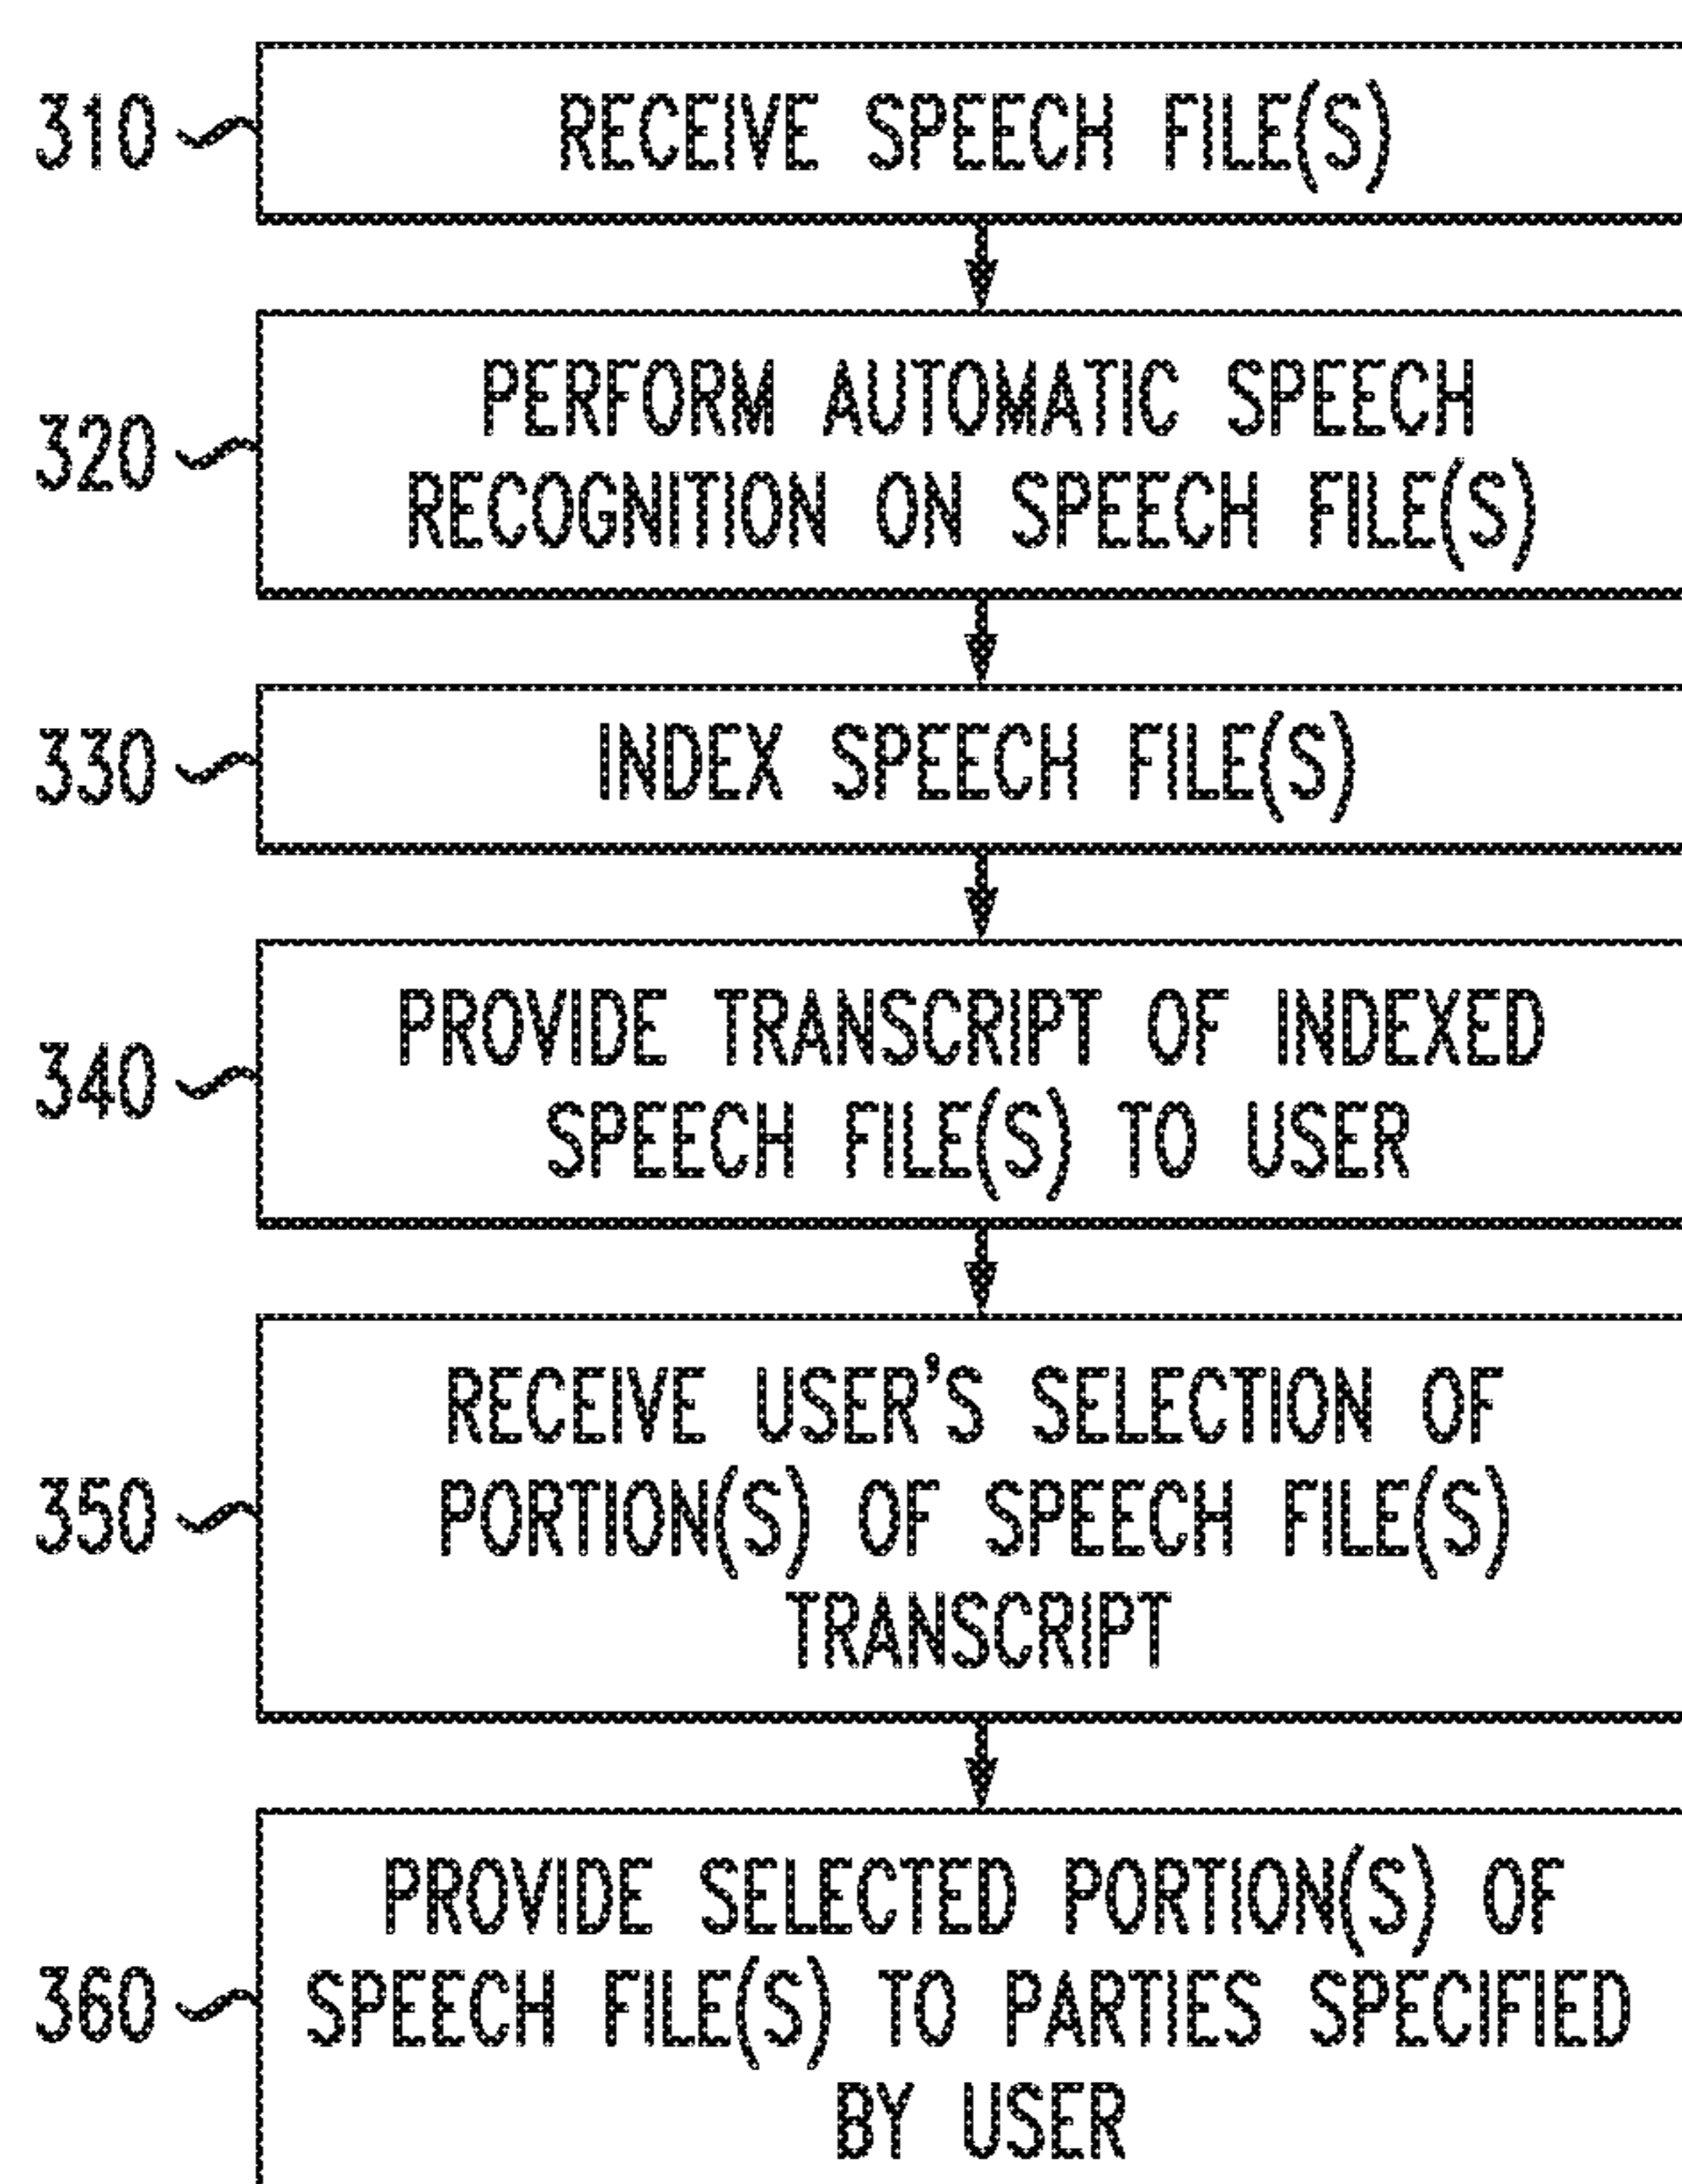 310
RECEIVE SPEECH FILE(S)
320
PERFORM AUTOMATIC SPEECH
RECOGNITION ON SPEECH FILE(S)
330
INDEX SPEECH FILE(S)
340
PROVIDE TRANSCRIPT OF INDEXED
SPEECH FILE(S) TO USER
350
RECEIVE USER'S SELECTION OF
PORTION(S) OF SPEECH FILE(S)
TRANSCRIPT
360
PROVIDE SELECTED PORTION(S) OF
SPEECH FILE(S) TO PARTIES SPECIFIED
BY USER